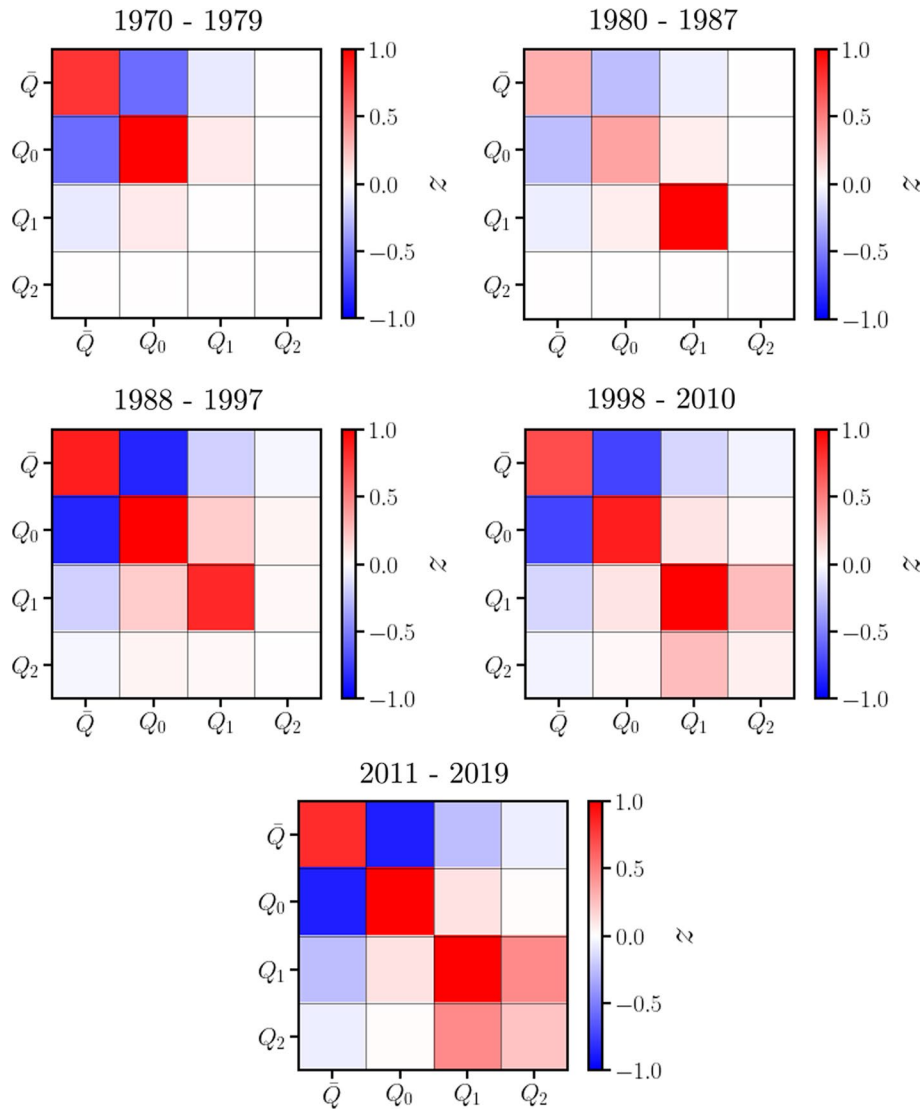 1970 - 1979
Q̄
Q₀
Q₁
Q₂
Q̄ Q₀ Q₁ Q₂
1.0
0.5
0.0
−0.5
−1.0
z
1980 - 1987
Q̄
Q₀
Q₁
Q₂
Q̄ Q₀ Q₁ Q₂
1.0
0.5
0.0
−0.5
−1.0
z
1988 - 1997
Q̄
Q₀
Q₁
Q₂
Q̄ Q₀ Q₁ Q₂
1.0
0.5
0.0
−0.5
−1.0
z
1998 - 2010
Q̄
Q₀
Q₁
Q₂
Q̄ Q₀ Q₁ Q₂
1.0
0.5
0.0
−0.5
−1.0
z
2011 - 2019
Q̄
Q₀
Q₁
Q₂
Q̄ Q₀ Q₁ Q₂
1.0
0.5
0.0
−0.5
−1.0
z